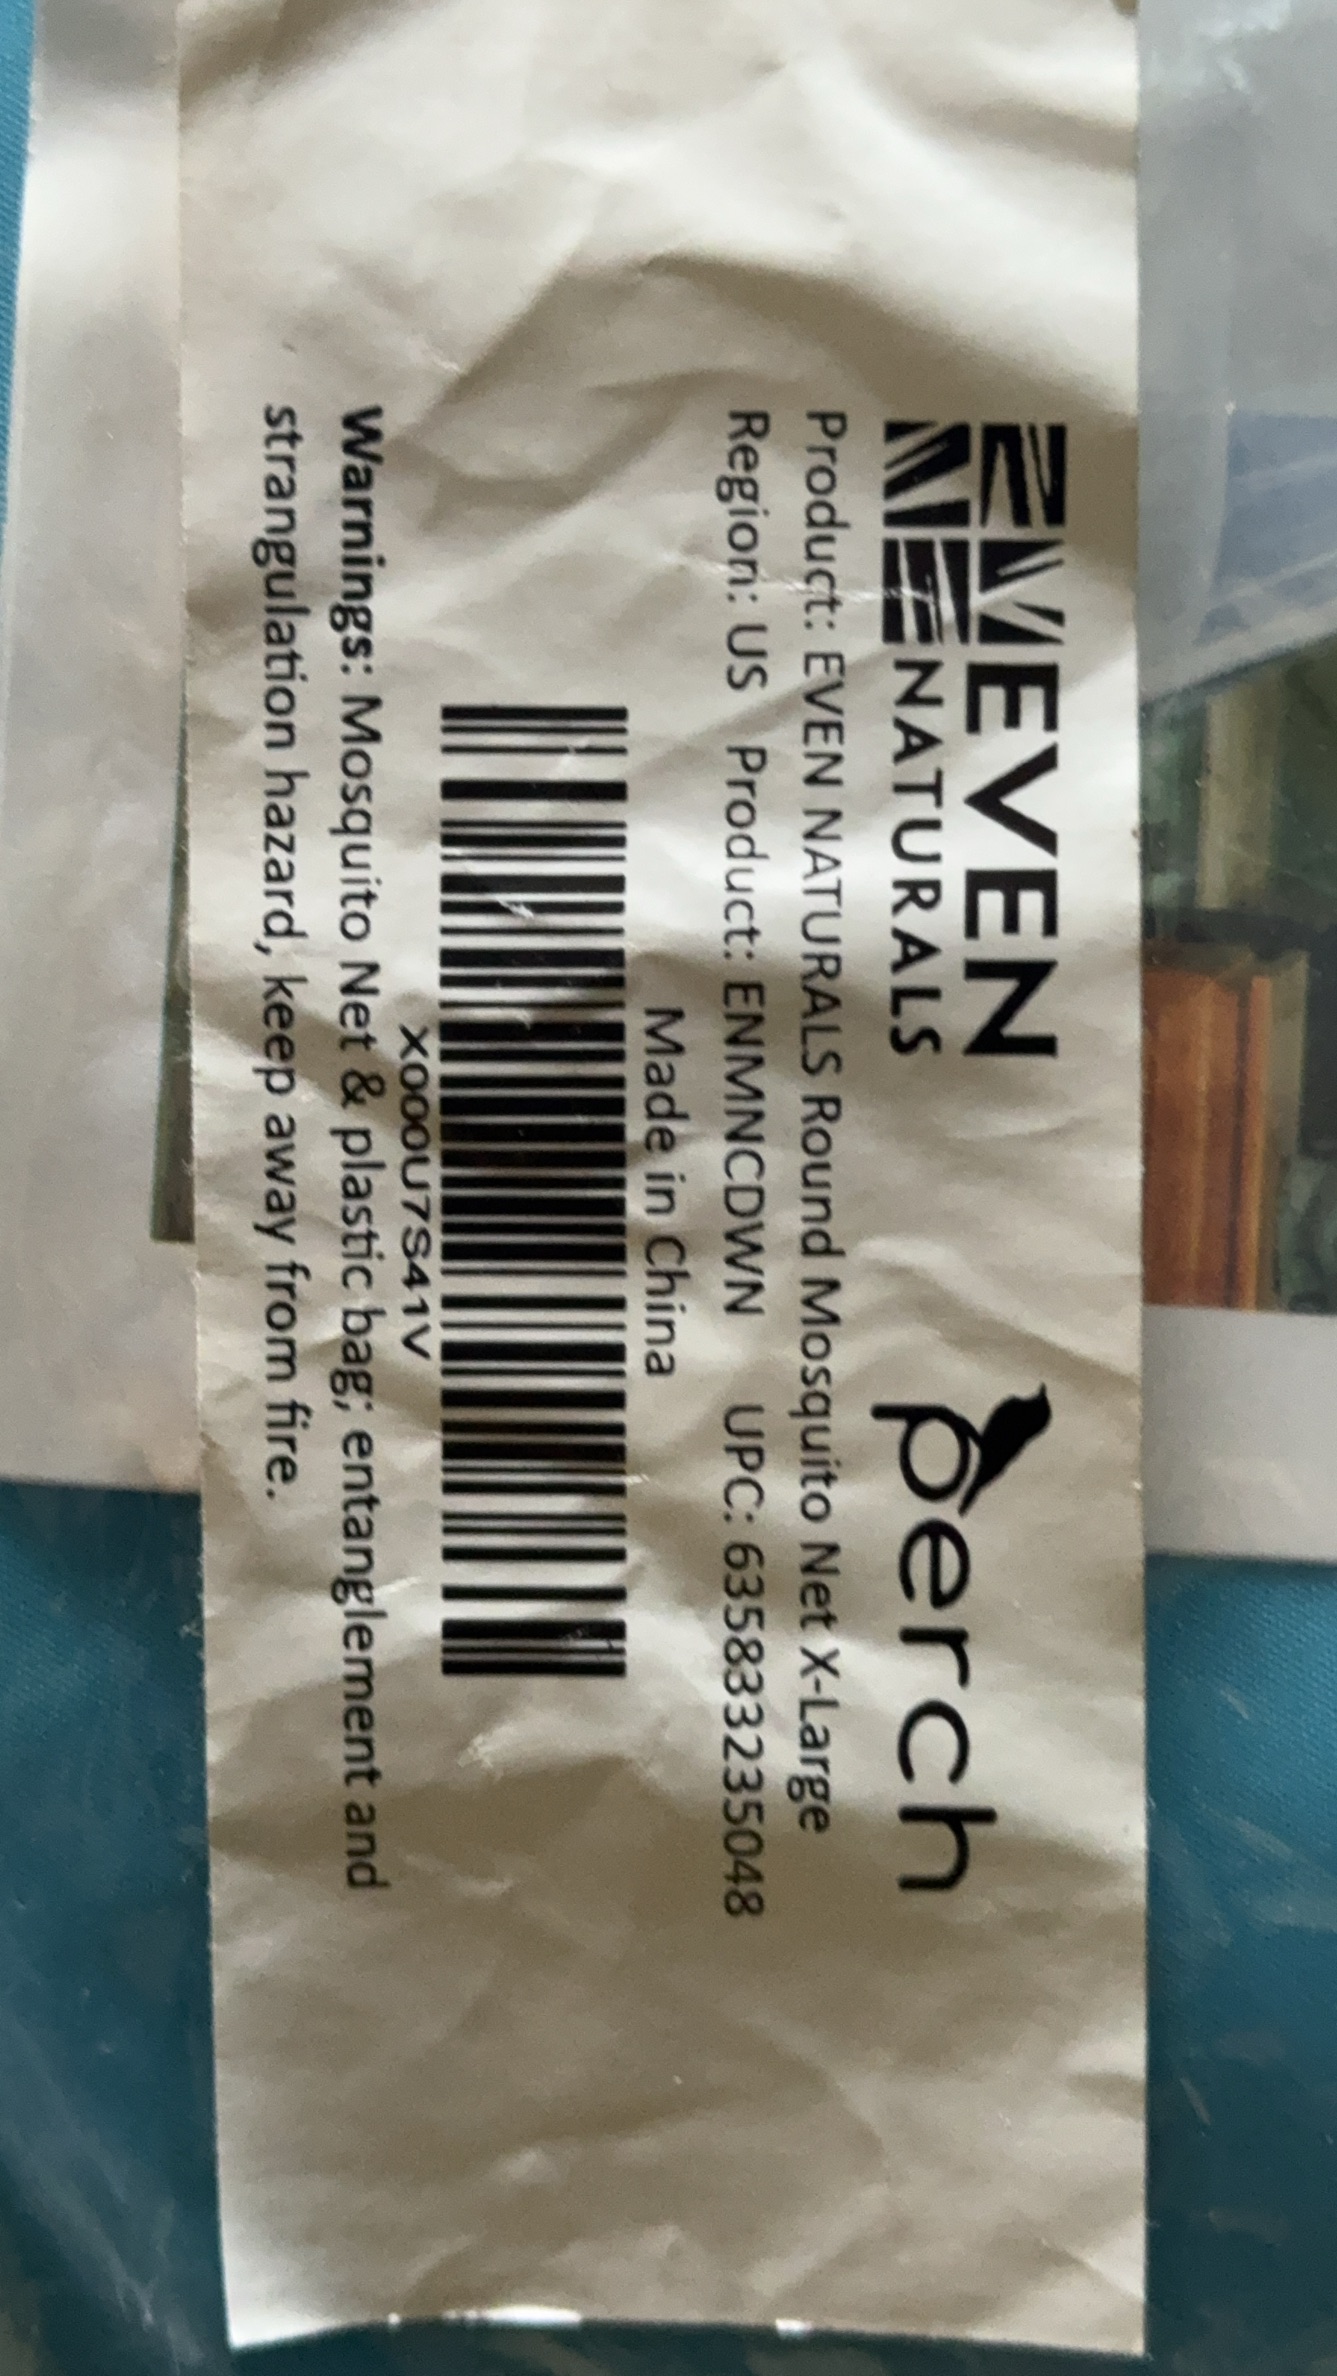 EVEN
NATURALS
perch
Product: EVEN NATURALS Round Mosquito Net X-Large
Region: US Product: ENMNCDWN UPC: 635833235048
Made in China
X000U7S41V
Warnings: Mosquito Net & plastic bag; entanglement and
strangulation hazard, keep away from fire.